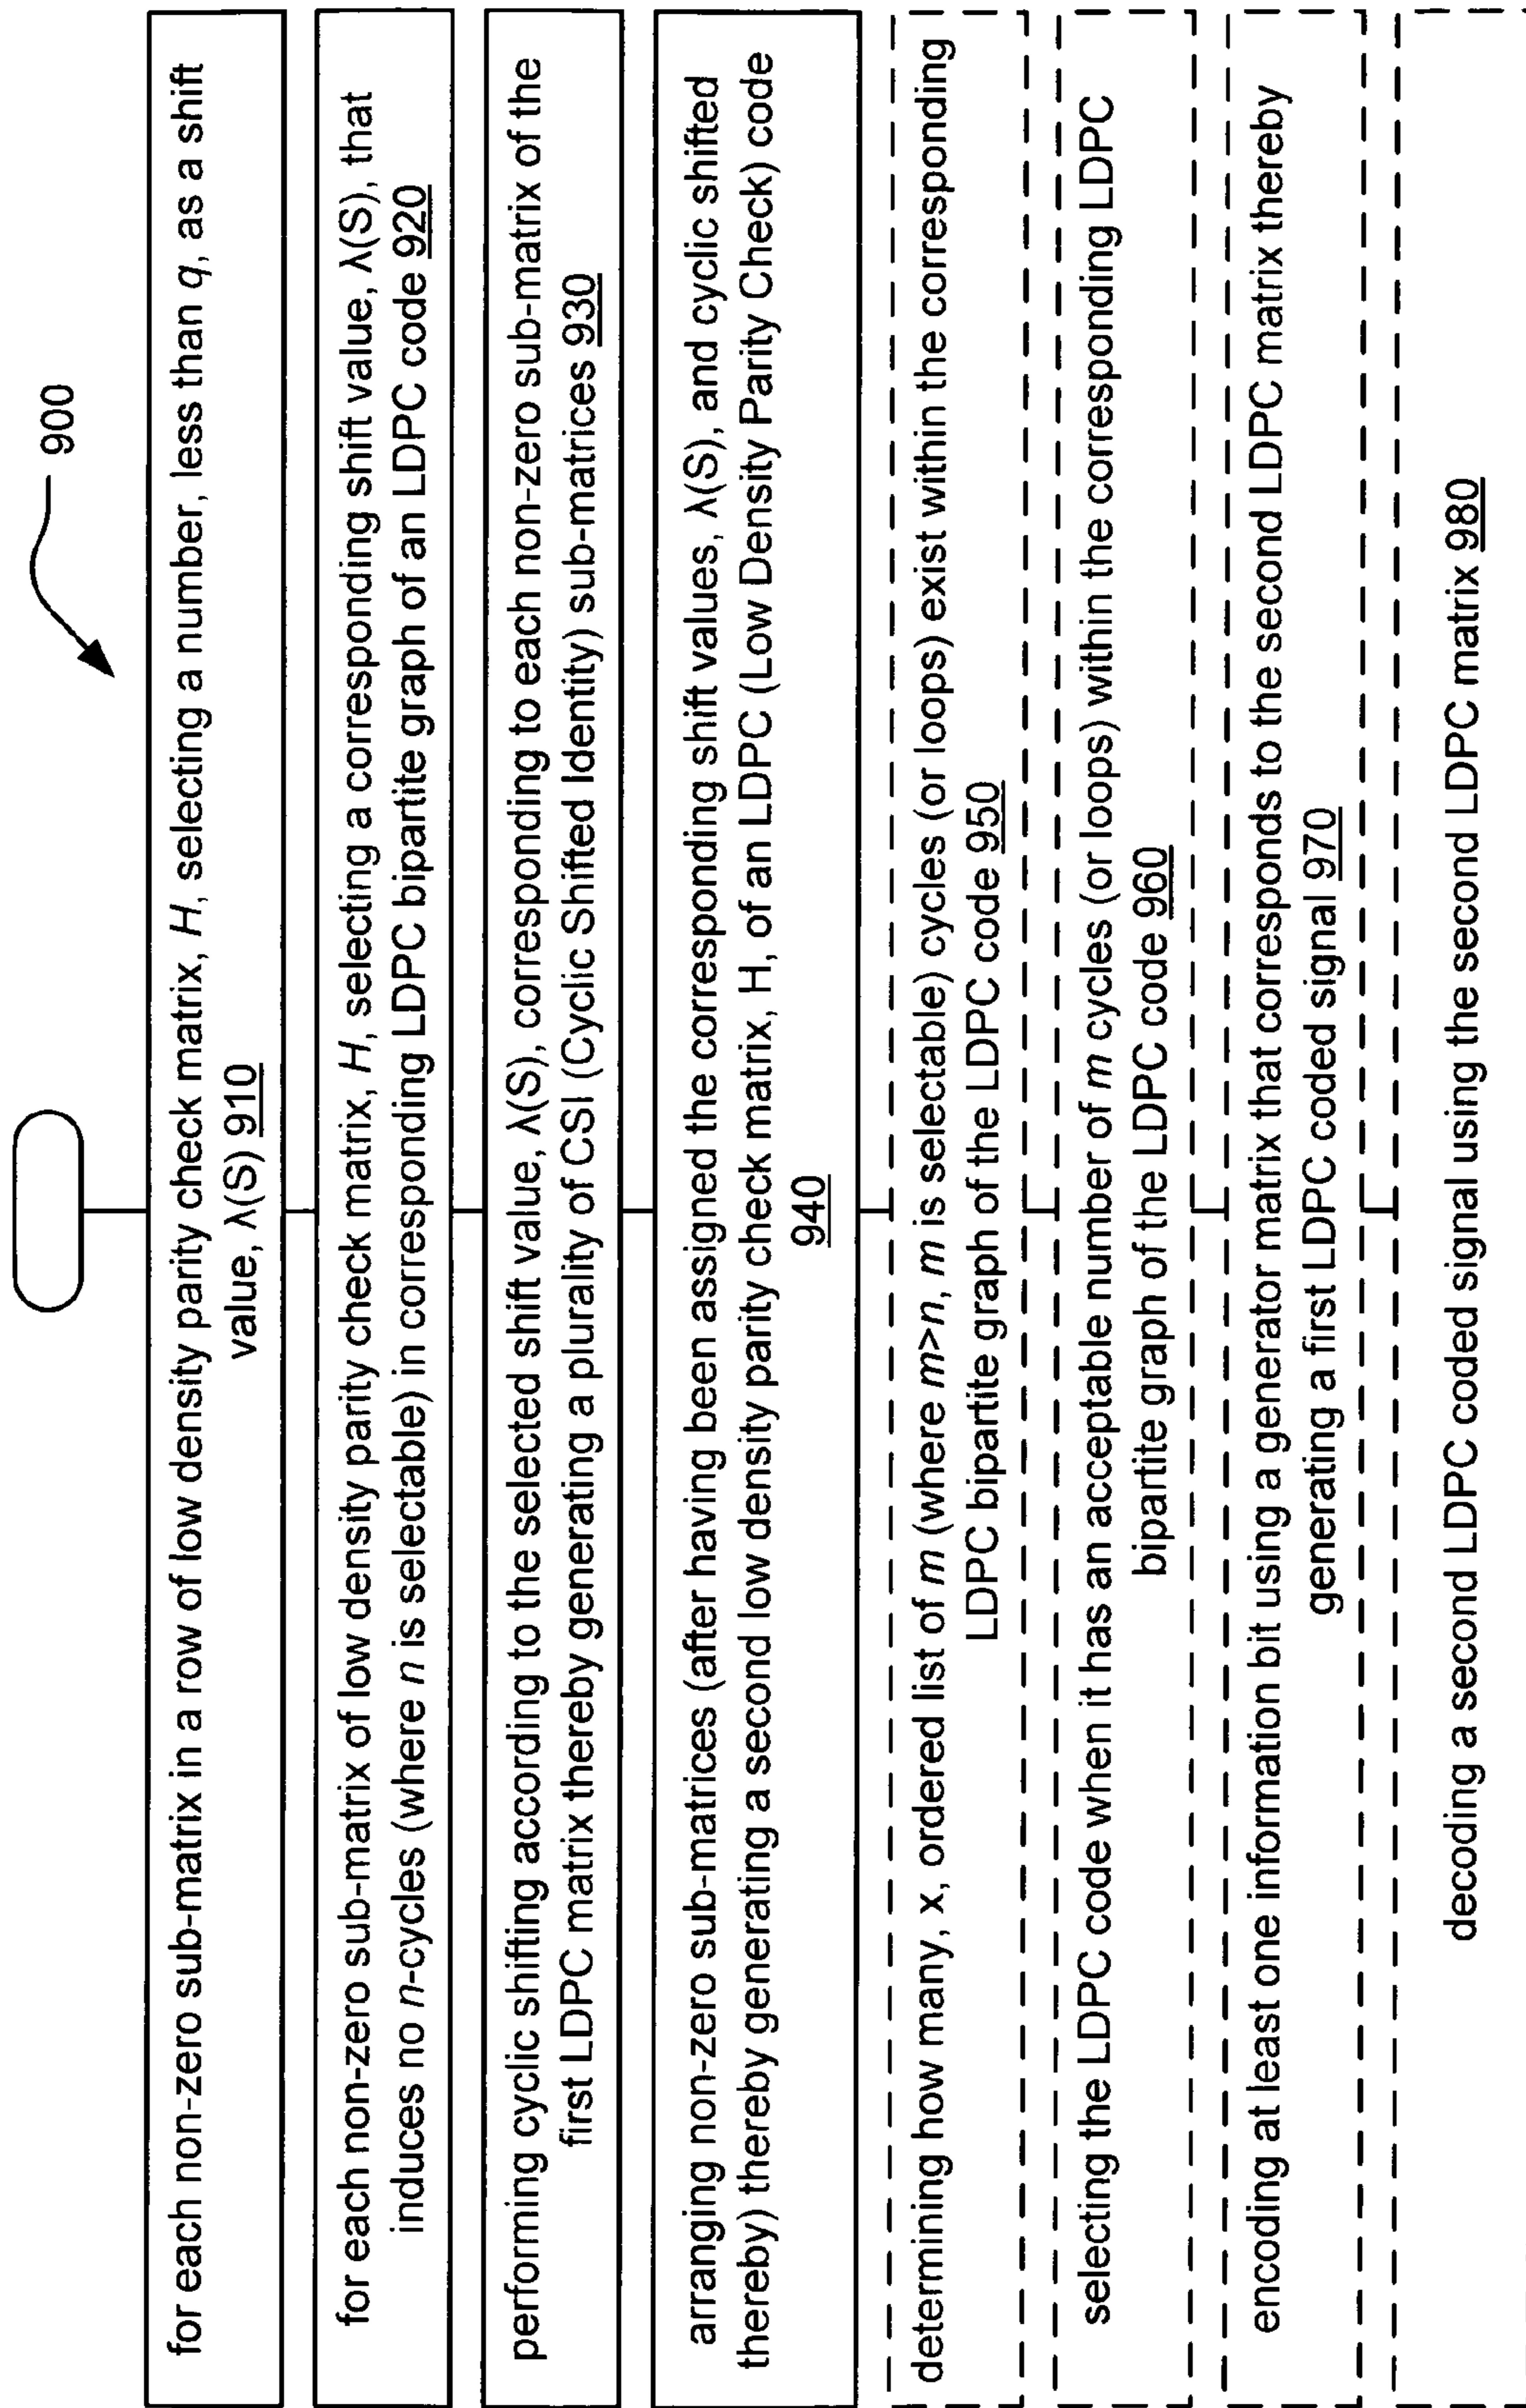 900
for each non-zero sub-matrix in a row of low density parity check matrix, H, selecting a number, less than q, as a shift
value, λ(S) 910
for each non-zero sub-matrix of low density parity check matrix, H, selecting a corresponding shift value, λ(S), that
induces no n-cycles (where n is selectable) in corresponding LDPC bipartite graph of an LDPC code 920
performing cyclic shifting according to the selected shift value, λ(S), corresponding to each non-zero sub-matrix of the
first LDPC matrix thereby generating a plurality of CSI (Cyclic Shifted Identity) sub-matrices 930
arranging non-zero sub-matrices (after having been assigned the corresponding shift values, λ(S), and cyclic shifted
thereby) thereby generating a second low density parity check matrix, H, of an LDPC (Low Density Parity Check) code
940
determining how many, x, ordered list of m (where m>n, m is selectable) cycles (or loops) exist within the corresponding
LDPC bipartite graph of the LDPC code 950
selecting the LDPC code when it has an acceptable number of m cycles (or loops) within the corresponding LDPC
bipartite graph of the LDPC code 960
encoding at least one information bit using a generator matrix that corresponds to the second LDPC matrix thereby
generating a first LDPC coded signal 970
decoding a second LDPC coded signal using the second LDPC matrix 980